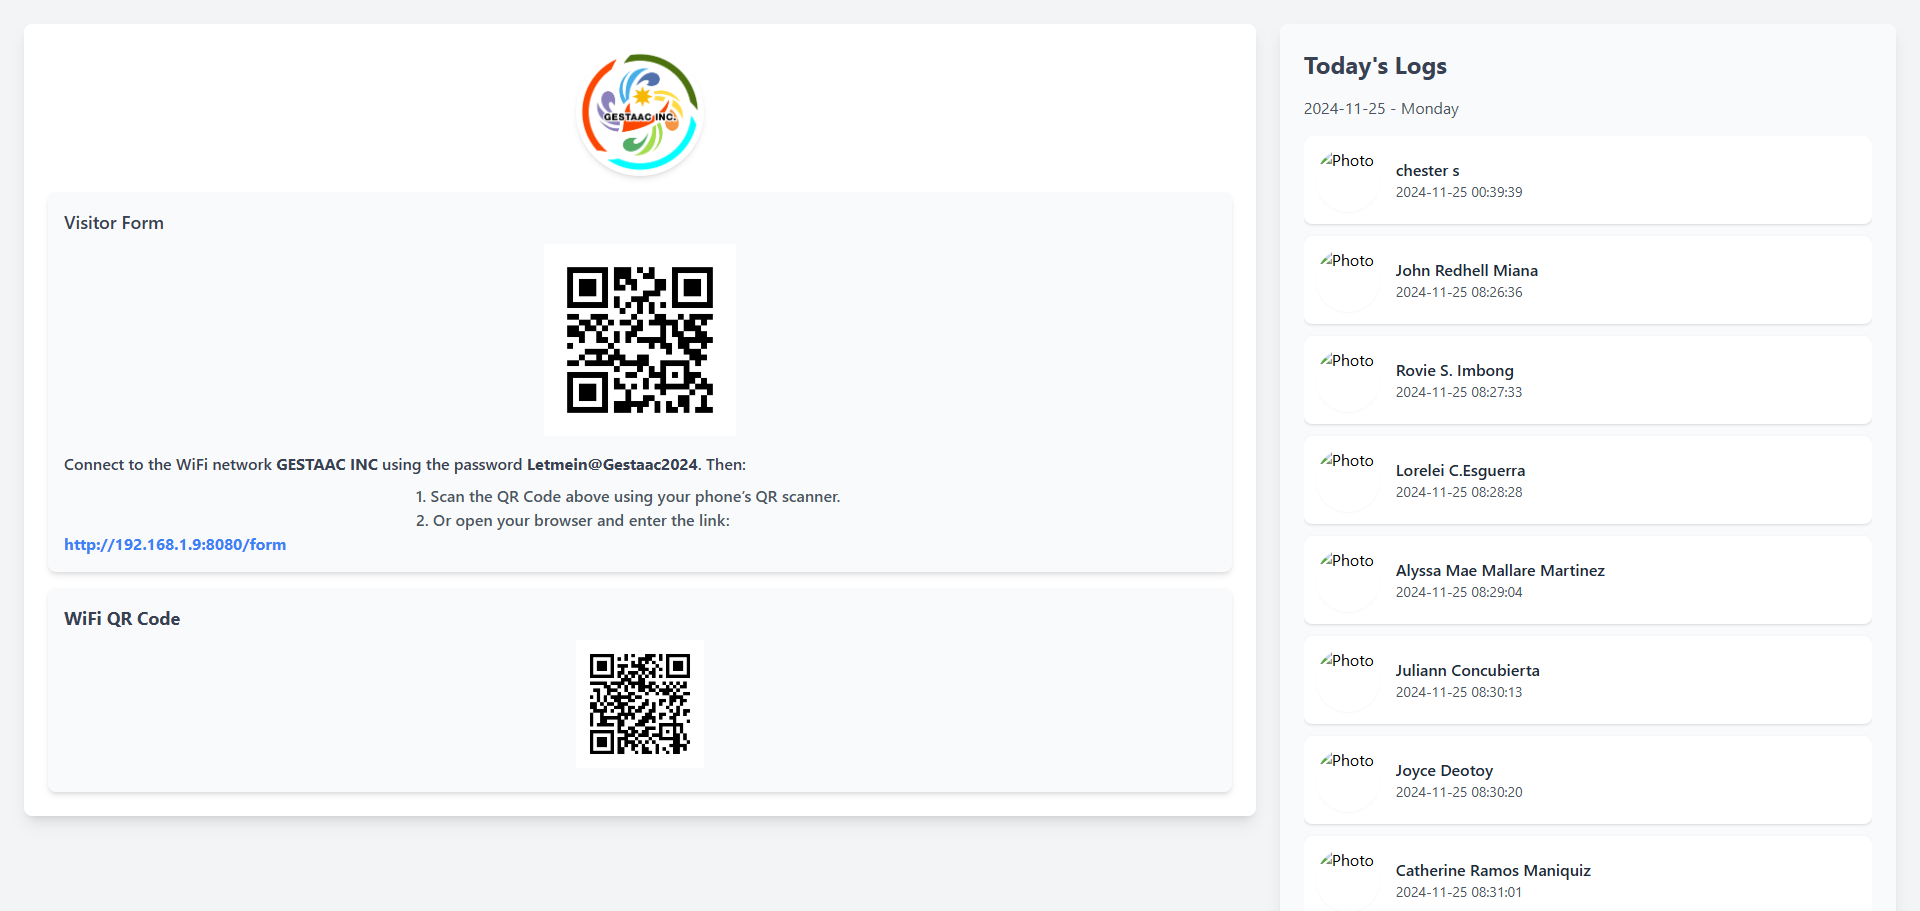 GESTAAC INC.
Visitor Form
Connect to the WiFi network GESTAAC INC using the password Letmein@Gestaac2024. Then:
1. Scan the QR Code above using your phone's QR scanner.
2. Or open your browser and enter the link:
http://192.168.1.9:8080/form
WiFi QR Code
Today's Logs
2024-11-25 - Monday
Photo
chester s
2024-11-25 00:39:39
Photo
John Redhell Miana
2024-11-25 08:26:36
Photo
Rovie S. Imbong
2024-11-25 08:27:33
Photo
Lorelei C.Esguerra
2024-11-25 08:28:28
Photo
Alyssa Mae Mallare Martinez
2024-11-25 08:29:04
Photo
Juliann Concubierta
2024-11-25 08:30:13
Photo
Joyce Deotoy
2024-11-25 08:30:20
Photo
Catherine Ramos Maniquiz
2024-11-25 08:31:01